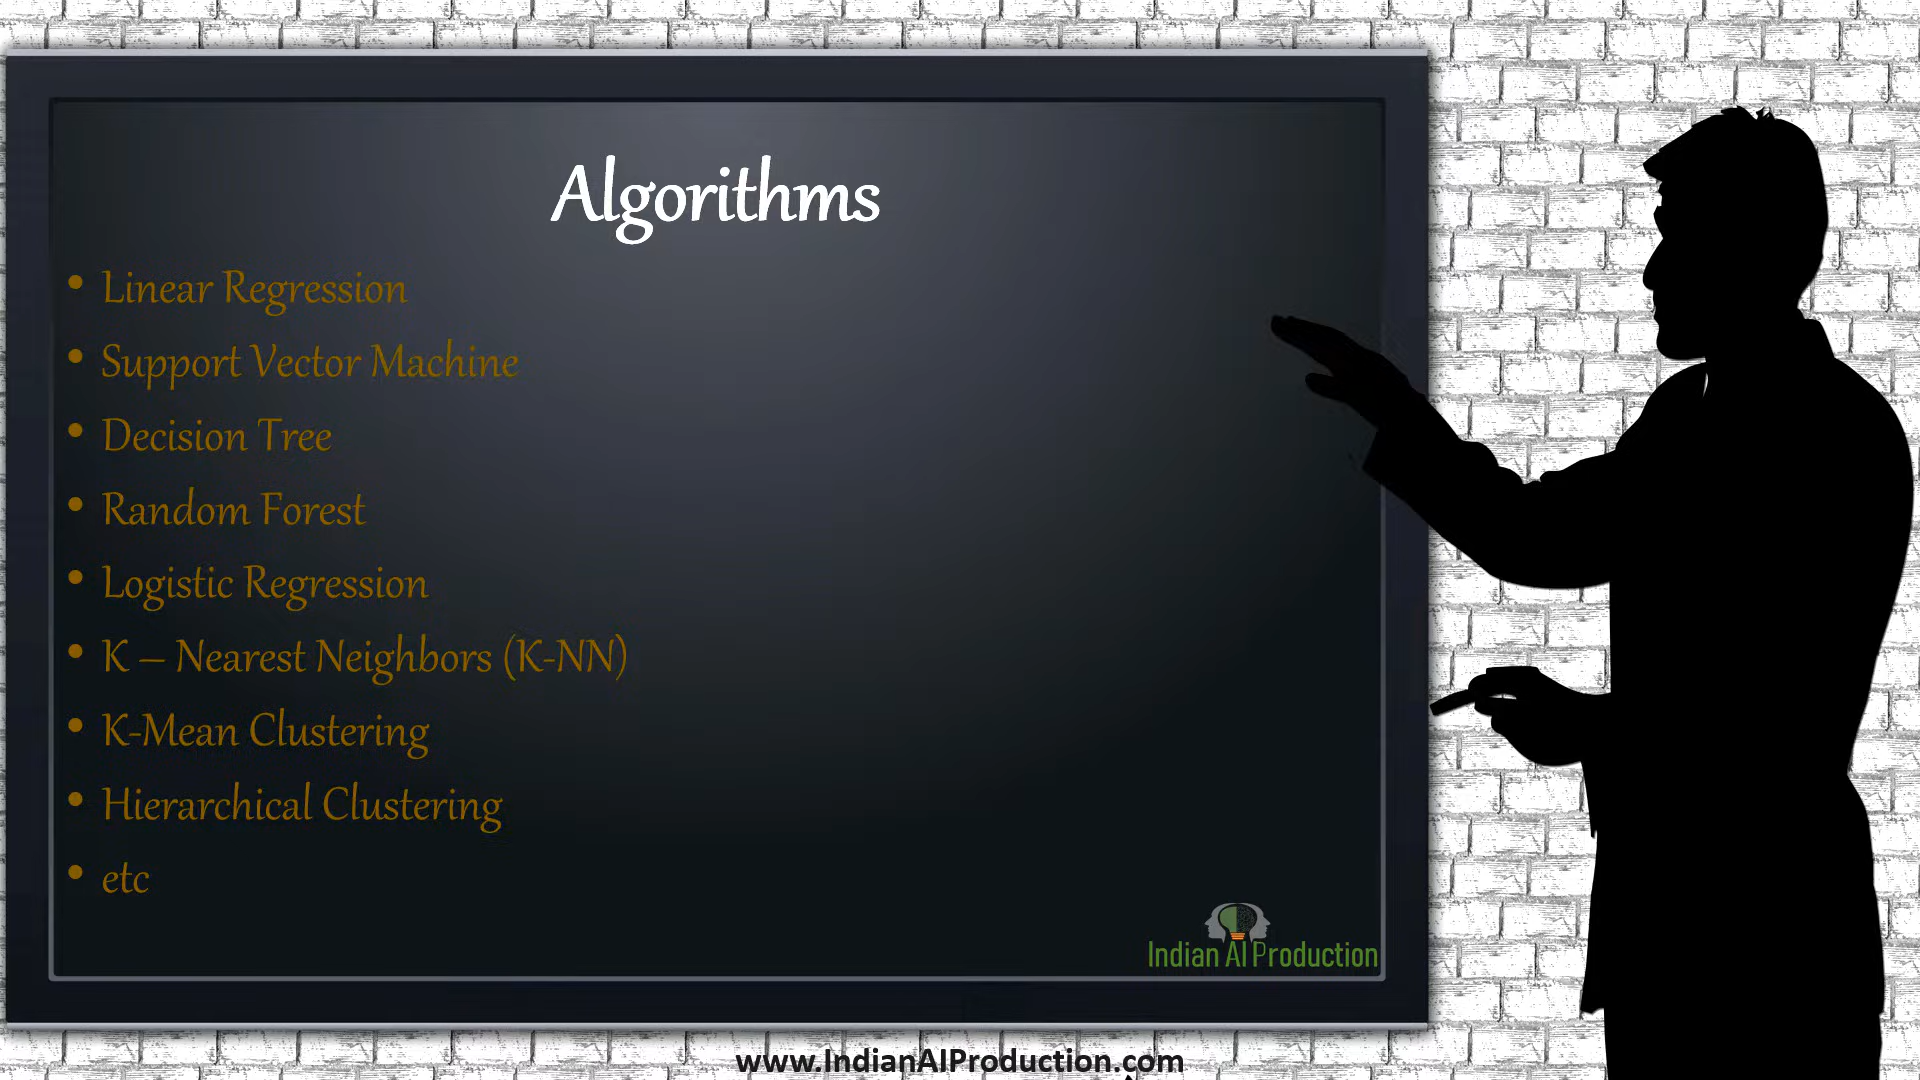 Algorithms
• Linear Regression
• Support Vector Machine
• Decision Tree
• Random Forest
• Logistic Regression
• K – Nearest Neighbors (K-NN)
• K-Mean Clustering
• Hierarchical Clustering
• etc
Indian AI Production
www.IndianAIProduction.com